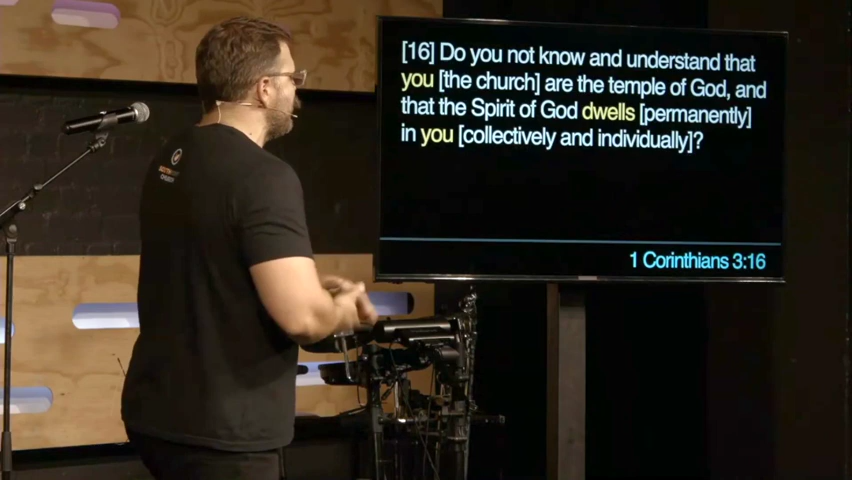 [16] Do you not know and understand that
you [the church] are the temple of God, and
that the Spirit of God dwells [permanently]
in you [collectively and individually]?
1 Corinthians 3:16